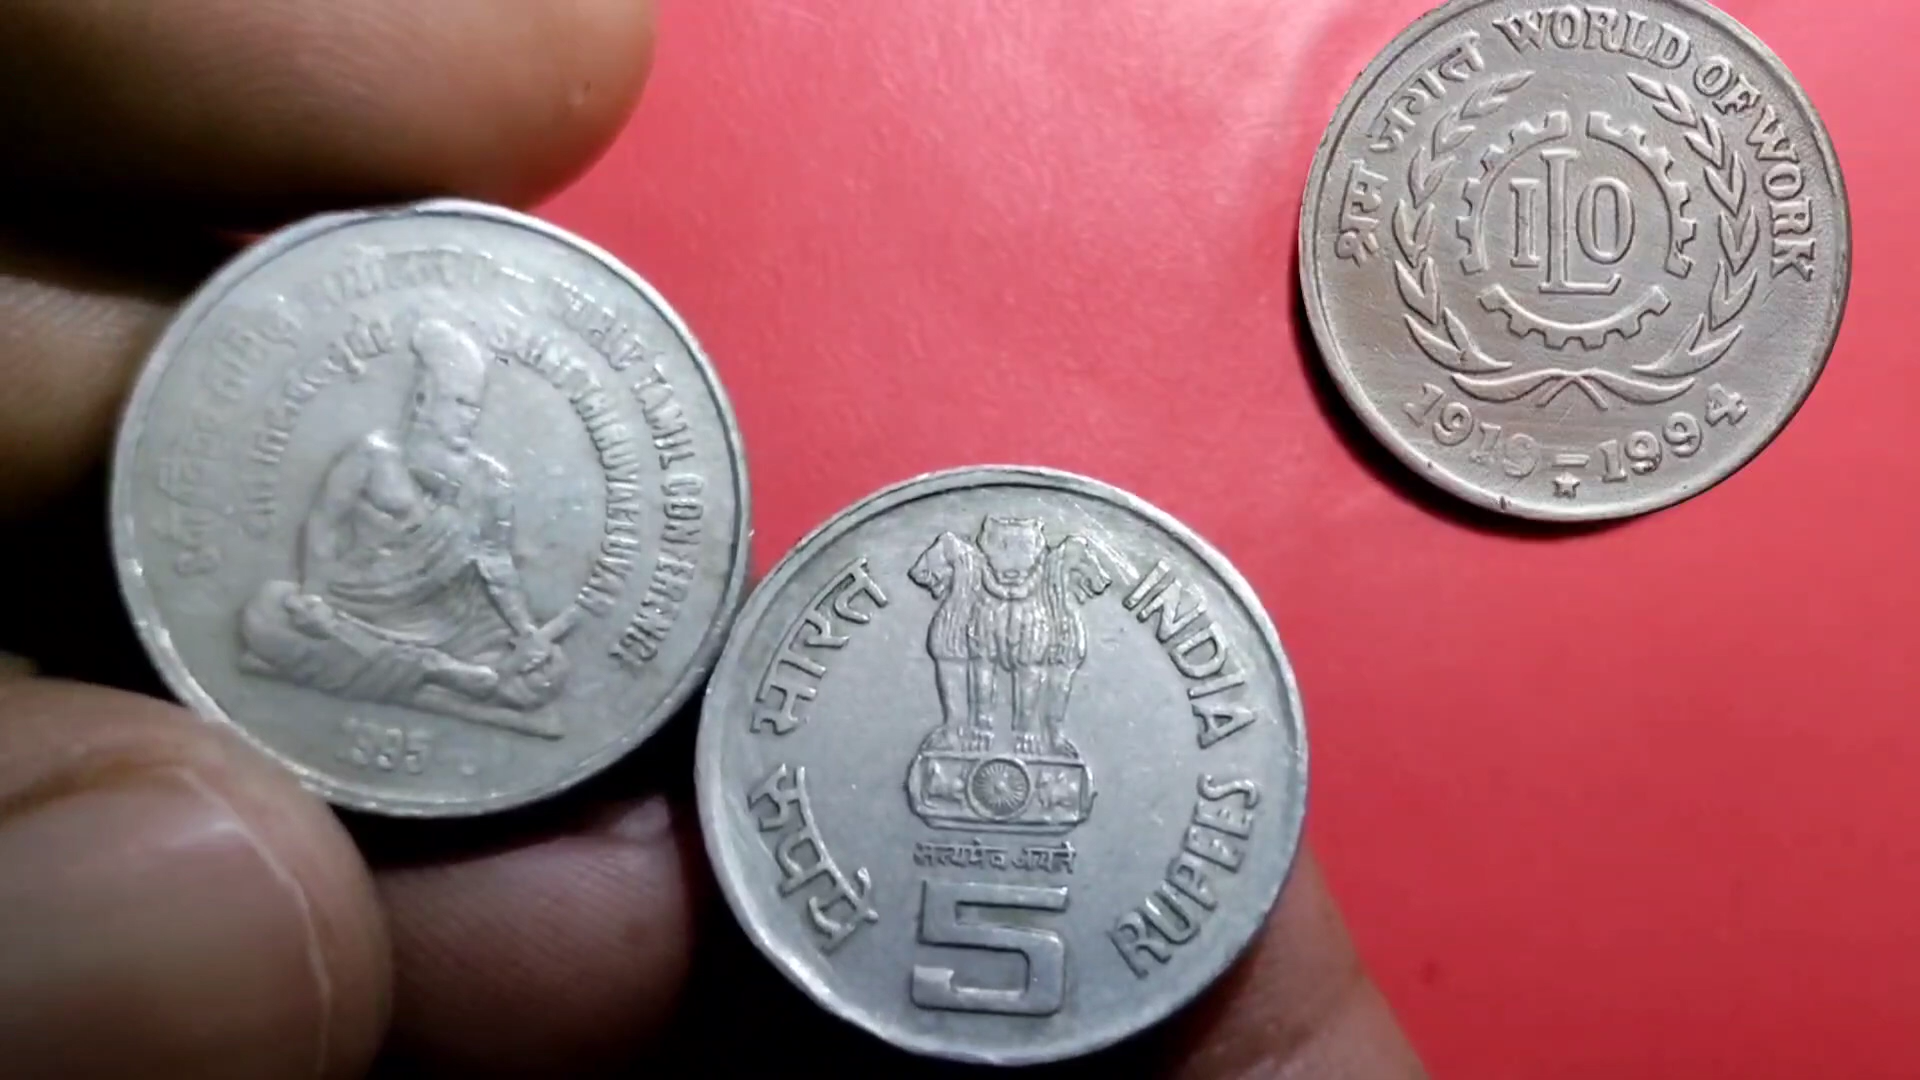 TAMIL CONFERENCE
SAINT THIRUVALLUVAR
1995
भारत INDIA
रुपये RUPEES
सत्यमेव जयते
5
श्रम जगत WORLD OF WORK
ILO
1919-1994